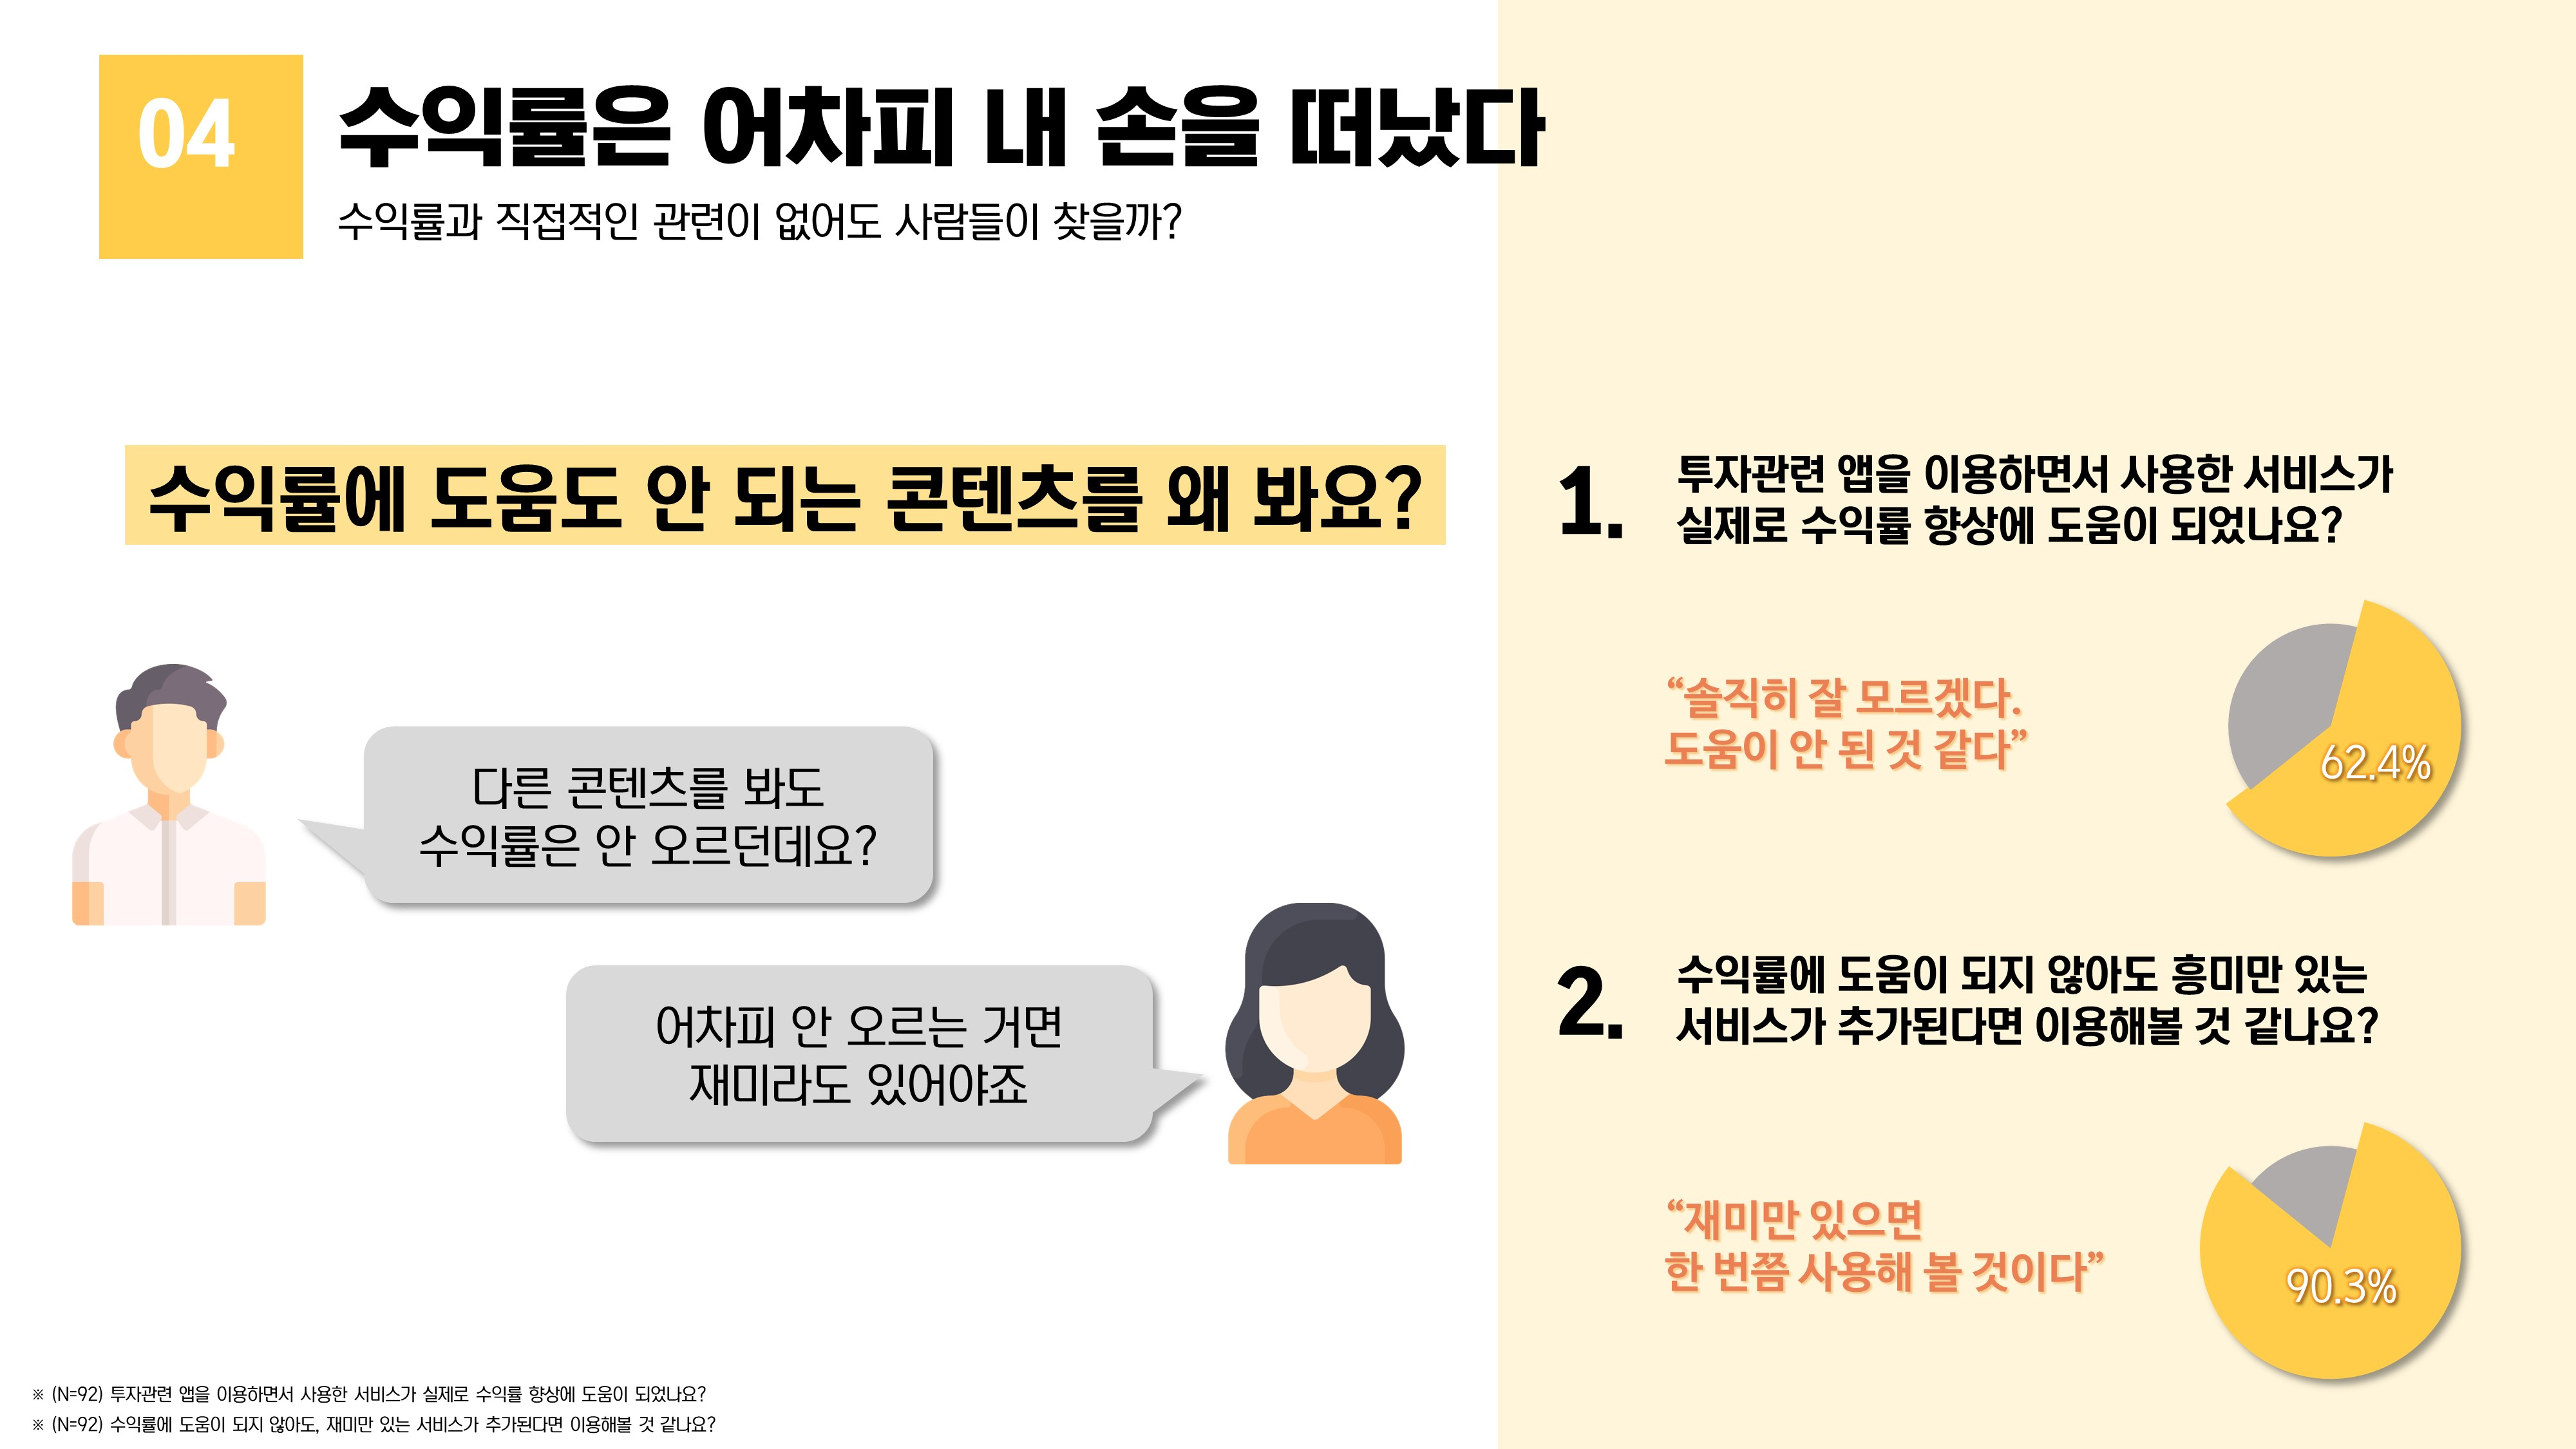 04
수익률은 어차피 내 손을 떠났다
수익률과 직접적인 관련이 없어도 사람들이 찾을까?
수익률에 도움도 안 되는 콘텐츠를 왜 봐요?
다른 콘텐츠를 봐도
수익률은 안 오르던데요?
어차피 안 오르는 거면
재미라도 있어야죠
1.
투자관련 앱을 이용하면서 사용한 서비스가
실제로 수익률 향상에 도움이 되었나요?
“솔직히 잘 모르겠다.
도움이 안 된 것 같다”
62.4%
2.
수익률에 도움이 되지 않아도 흥미만 있는
서비스가 추가된다면 이용해볼 것 같나요?
“재미만 있으면
한 번쯤 사용해 볼 것이다”
90.3%
※ (N=92) 투자관련 앱을 이용하면서 사용한 서비스가 실제로 수익률 향상에 도움이 되었나요?
※ (N=92) 수익률에 도움이 되지 않아도, 재미만 있는 서비스가 추가된다면 이용해볼 것 같나요?